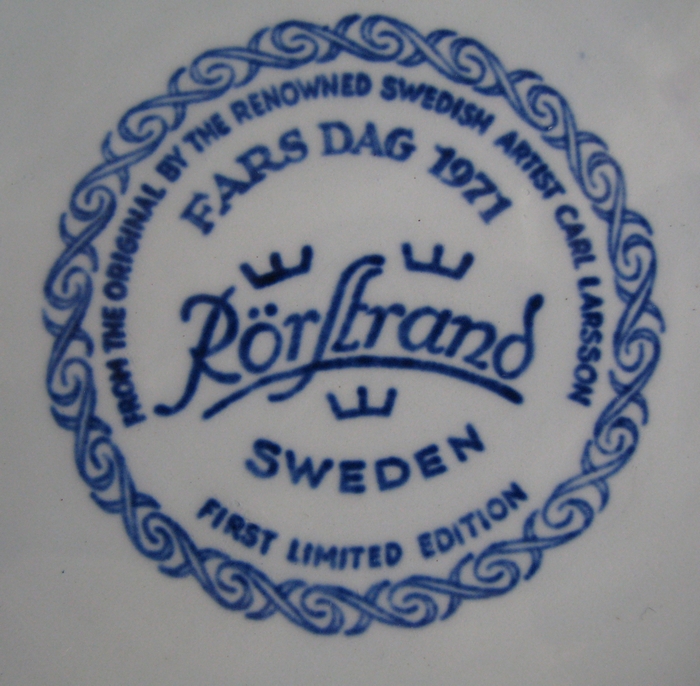 FROM THE ORIGINAL BY THE RENOWNED SWEDISH ARTIST CARL LARSSON
FARS DAG 1971
Rörstrand
SWEDEN
FIRST LIMITED EDITION